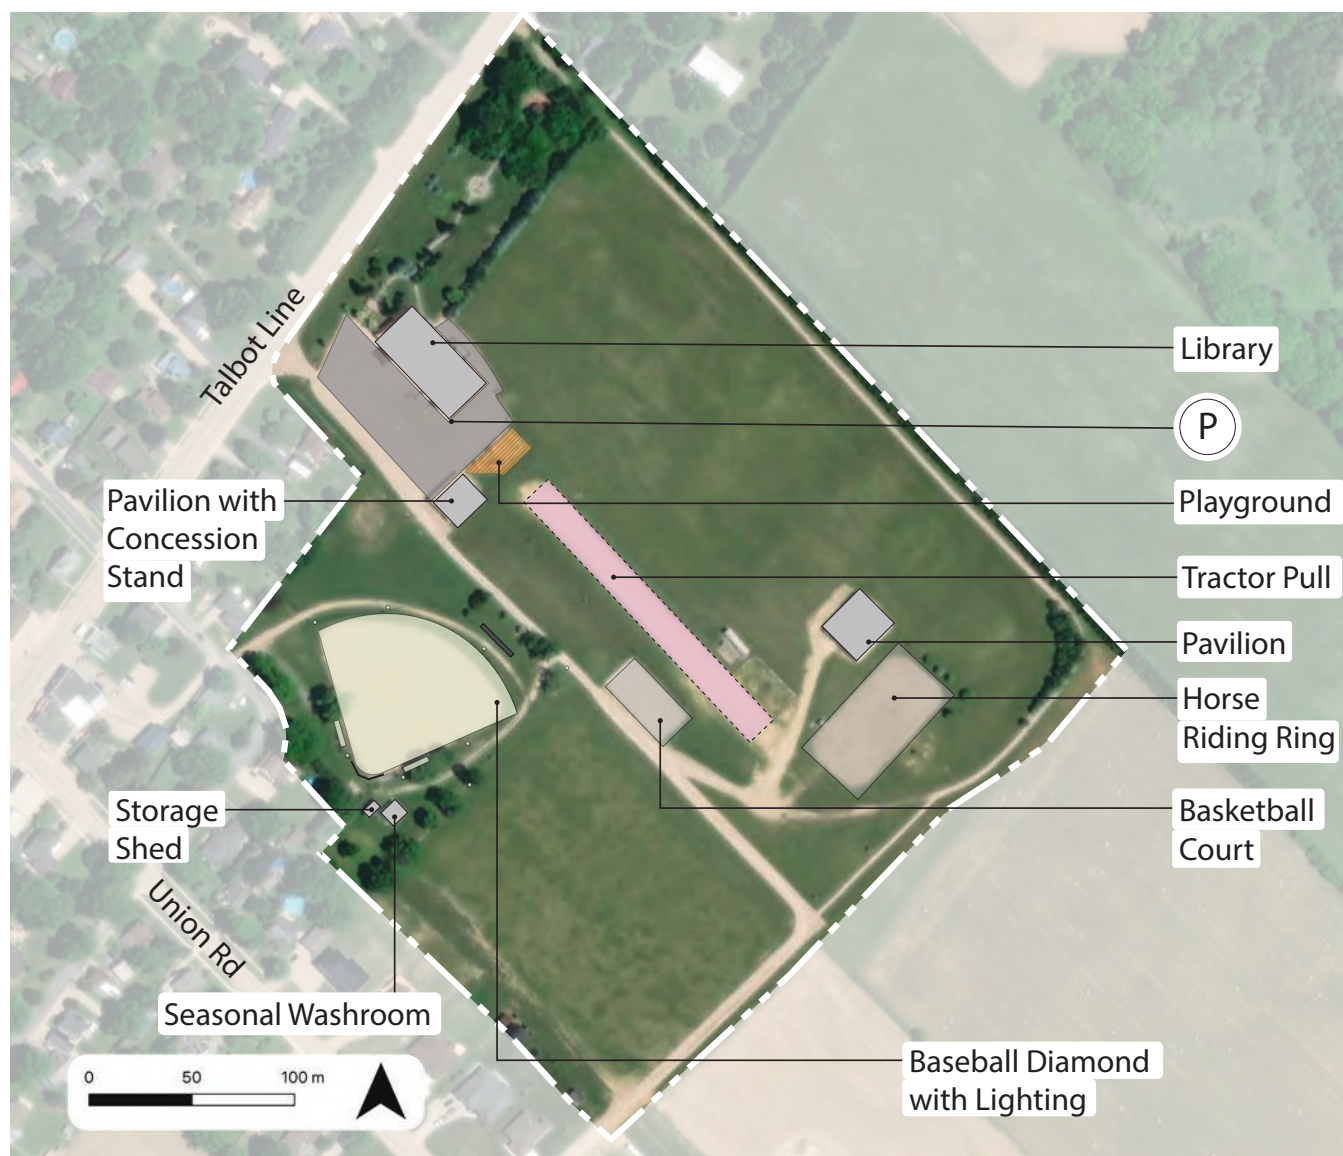 Talbot Line
Library
P
Pavilion with
Concession
Stand
Playground
Tractor Pull
Pavilion
Horse
Riding Ring
Storage
Shed
Basketball
Court
Union Rd
Seasonal Washroom
Baseball Diamond
with Lighting
0 50 100 m